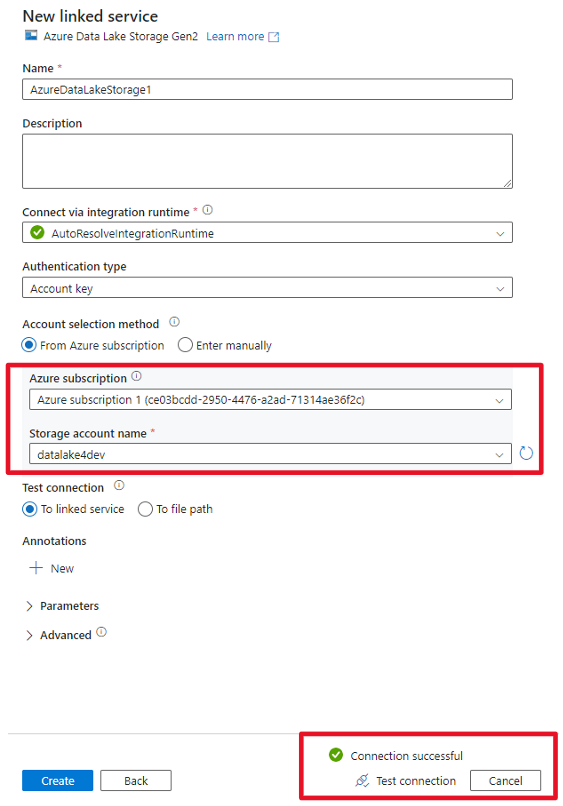 New linked service
Azure Data Lake Storage Gen2 Learn more
Name *
AzureDataLakeStorage1
Description
Connect via integration runtime *
AutoResolveIntegrationRuntime
Authentication type
Account key
Account selection method
From Azure subscription Enter manually
Azure subscription
Azure subscription 1 (ce03bcdd-2950-4476-a2ad-71314ae36f2c)
Storage account name *
datalake4dev
Test connection
To linked service To file path
Annotations
New
Parameters
Advanced
Connection successful
Create Back Test connection Cancel